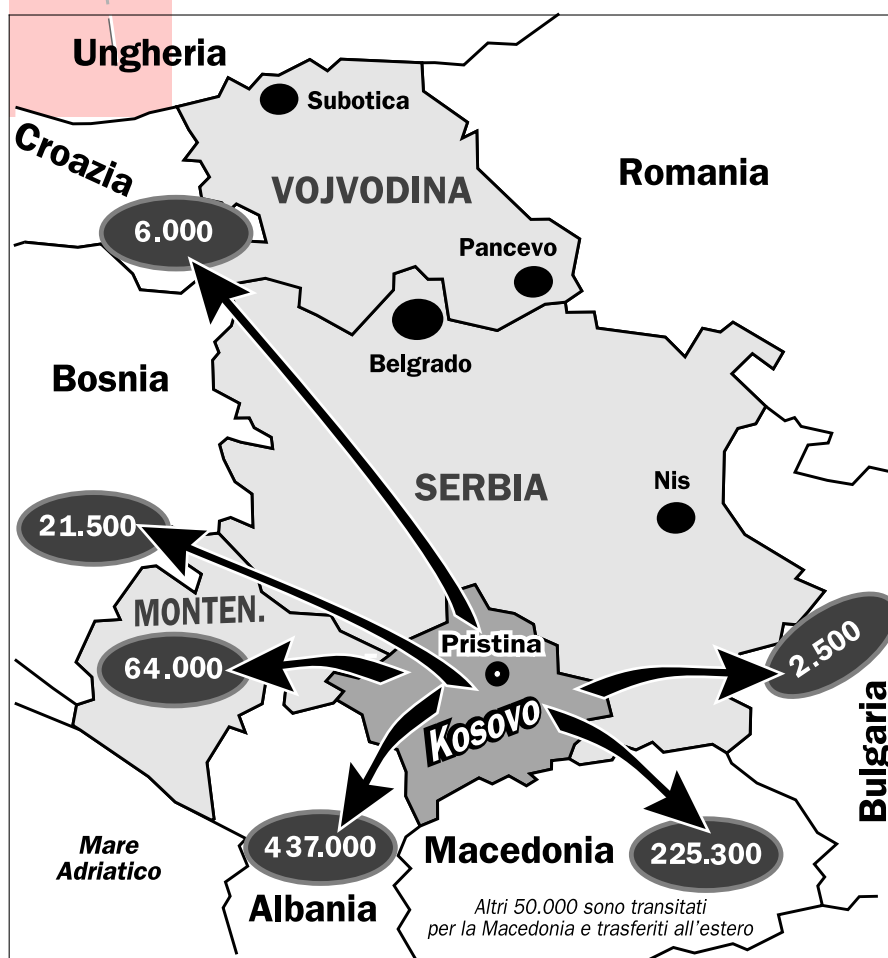 Ungheria
Subotica
Croazia
VOJVODINA
Romania
6.000
Pancevo
Belgrado
Bosnia
SERBIA
Nis
21.500
MONTEN.
Pristina
2.500
64.000
Kosovo
Bulgaria
437.000
Macedonia
225.300
Mare
Adriatico
Albania
Altri 50.000 sono transitati
per la Macedonia e trasferiti all'estero